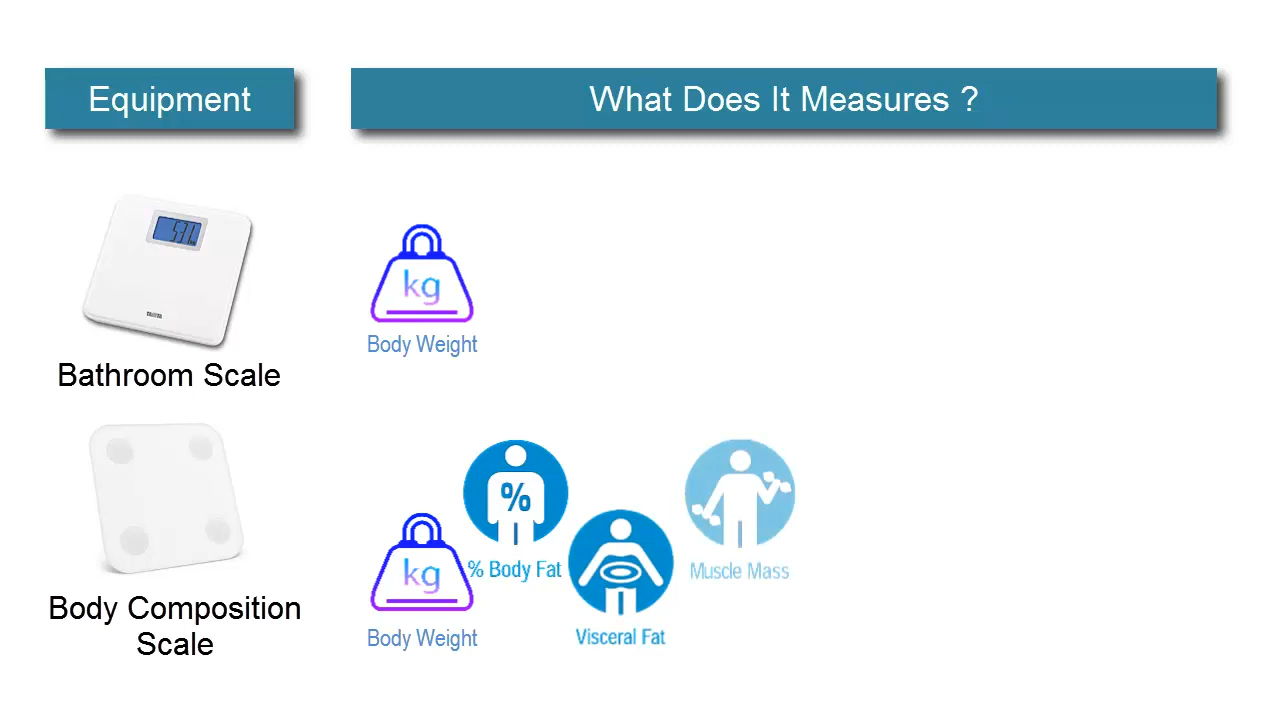 Equipment
What Does It Measures ?
Bathroom Scale
kg
Body Weight
Body Composition
Scale
kg
Body Weight
%
% Body Fat
Visceral Fat
Muscle Mass